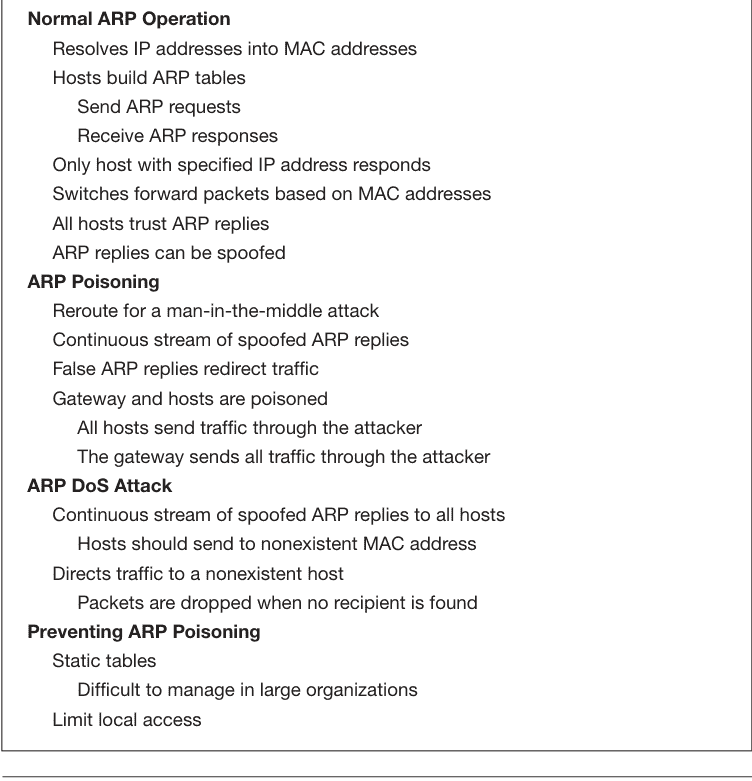 Normal ARP Operation
Resolves IP addresses into MAC addresses
Hosts build ARP tables
Send ARP requests
Receive ARP responses
Only host with specified IP address responds
Switches forward packets based on MAC addresses
All hosts trust ARP replies
ARP replies can be spoofed
ARP Poisoning
Reroute for a man-in-the-middle attack
Continuous stream of spoofed ARP replies
False ARP replies redirect traffic
Gateway and hosts are poisoned
All hosts send traffic through the attacker
The gateway sends all traffic through the attacker
ARP DoS Attack
Continuous stream of spoofed ARP replies to all hosts
Hosts should send to nonexistent MAC address
Directs traffic to a nonexistent host
Packets are dropped when no recipient is found
Preventing ARP Poisoning
Static tables
Difficult to manage in large organizations
Limit local access